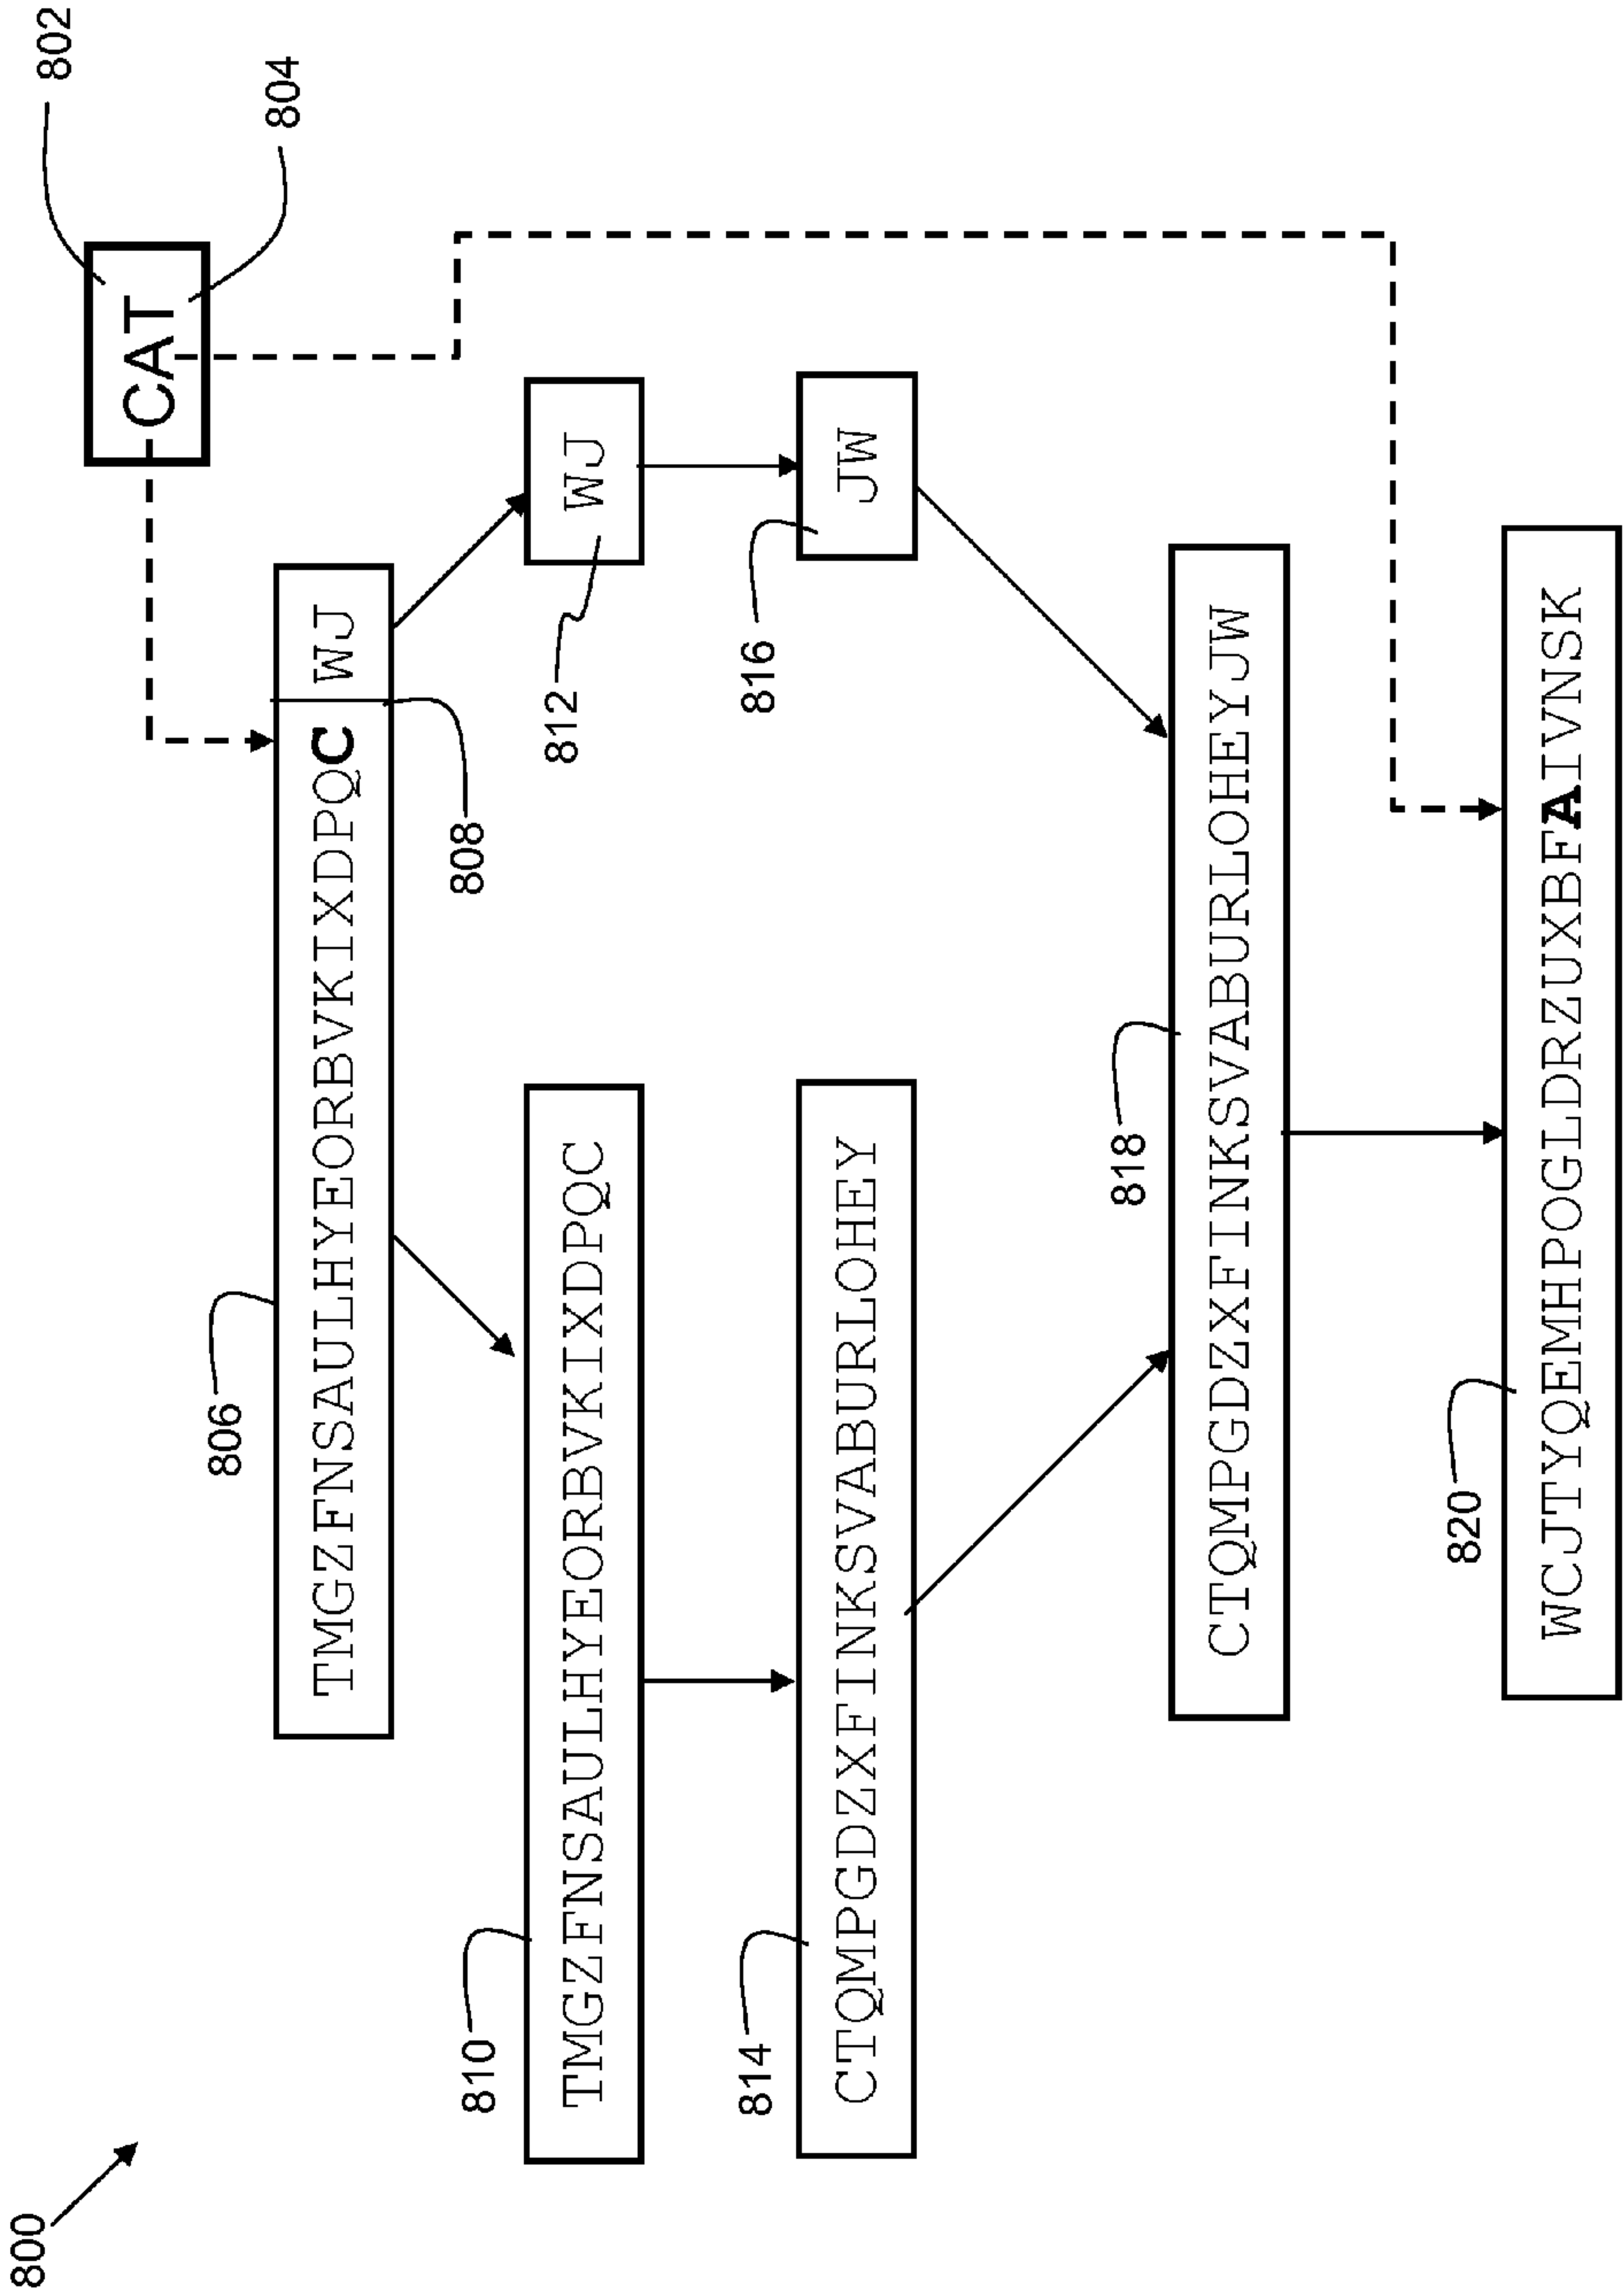 800
802
CAT
804
806
TMGZFNSAULHYEORBVKIXDPQC WJ
808
810
TMGZFNSAULHYEORBVKIXDPQC
812
WJ
814
CTQMPGDZXFINKSVABURLOHEY
816
JW
818
CTQMPGDZXFINKSVABURLOHEYJW
820
WCJTYQEMHPOGLDRZUXBFAIVNSK